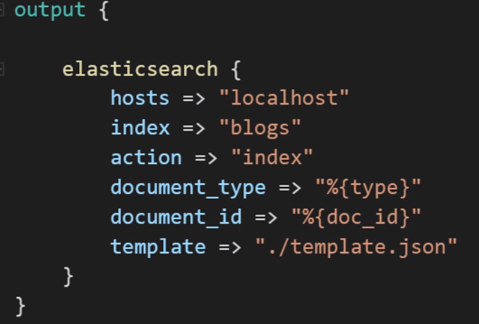 output {
elasticsearch {
hosts => "localhost"
index => "blogs"
action => "index"
document_type => "%{type}"
document_id => "%{doc_id}"
template => "./template.json"
}
}